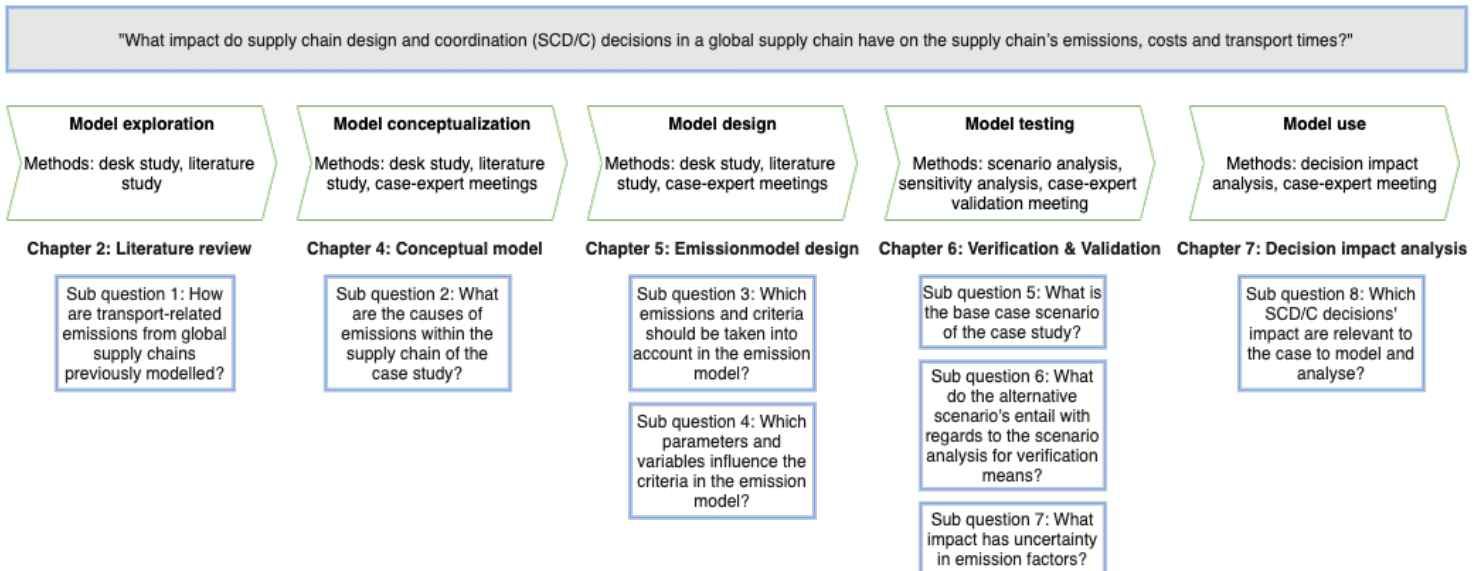 "What impact do supply chain design and coordination (SCD/C) decisions in a global supply chain have on the supply chain's emissions, costs and transport times?"
Model exploration
Methods: desk study, literature
study
Model conceptualization
Methods: desk study, literature
study, case-expert meetings
Model design
Methods: desk study, literature
study, case-expert meetings
Model testing
Methods: scenario analysis,
sensitivity analysis, case-expert
validation meeting
Model use
Methods: decision impact
analysis, case-expert meeting
Chapter 2: Literature review
Sub question 1: How
are transport-related
emissions from global
supply chains
previously modelled?
Chapter 4: Conceptual model
Sub question 2: What
are the causes of
emissions within the
supply chain of the
case study?
Chapter 5: Emissionmodel design
Sub question 3: Which
emissions and criteria
should be taken into
account in the emission
model?
Sub question 4: Which
parameters and
variables influence the
criteria in the emission
model?
Chapter 6: Verification & Validation
Sub question 5: What is
the base case scenario
of the case study?
Sub question 6: What
do the alternative
scenario's entail with
regards to the scenario
analysis for verification
means?
Sub question 7: What
impact has uncertainty
in emission factors?
Chapter 7: Decision impact analysis
Sub question 8: Which
SCD/C decisions'
impact are relevant to
the case to model and
analyse?